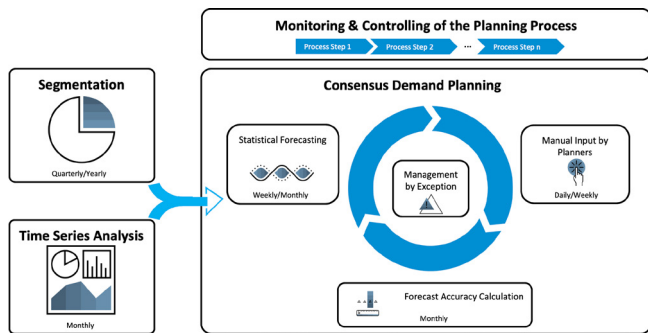 Monitoring & Controlling of the Planning Process
Process Step 1
Process Step 2
...
Process Step n
Segmentation
Quarterly/Yearly
Time Series Analysis
Monthly
Consensus Demand Planning
Statistical Forecasting
Weekly/Monthly
Management
by Exception
Manual Input by
Planners
Daily/Weekly
Forecast Accuracy Calculation
Monthly